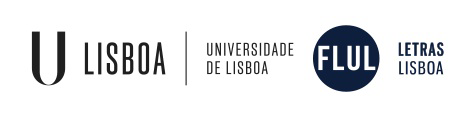 U LISBOA
UNIVERSIDADE
DE LISBOA
FLUL
LETRAS
LISBOA